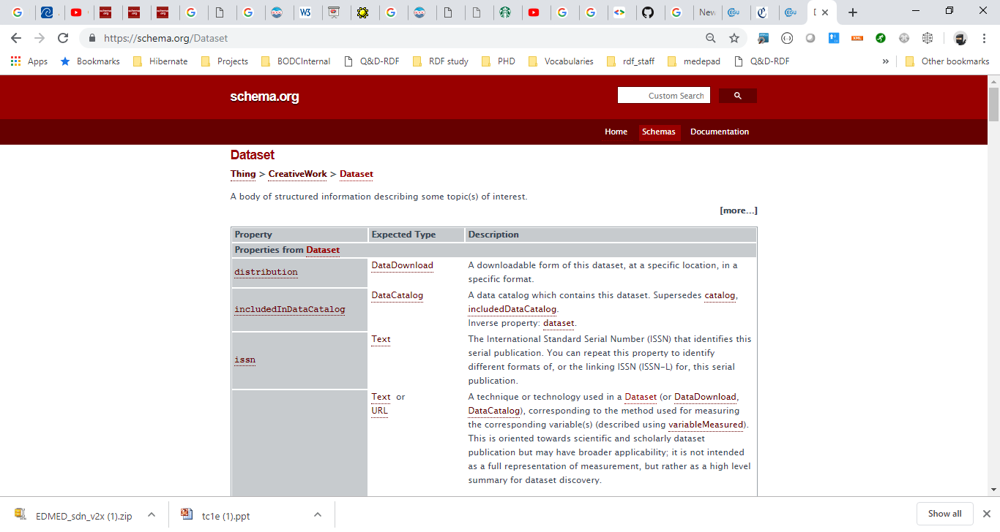 New
D
https://schema.org/Dataset
Apps Bookmarks Hibernate Projects BODCInternal Q&D-RDF RDF study PHD Vocabularies rdf_staff medepad Q&D-RDF » Other bookmarks
schema.org
Custom Search
Home Schemas Documentation
Dataset
Thing > CreativeWork > Dataset
A body of structured information describing some topic(s) of interest.
[more...]
Property Expected Type Description
Properties from Dataset
distribution DataDownload A downloadable form of this dataset, at a specific location, in a
specific format.
includedInDataCatalog DataCatalog A data catalog which contains this dataset. Supersedes catalog,
includedDataCatalog.
Inverse property: dataset.
issn Text The International Standard Serial Number (ISSN) that identifies this
serial publication. You can repeat this property to identify
different formats of, or the linking ISSN (ISSN-L) for, this serial
publication.
Text or A technique or technology used in a Dataset (or DataDownload,
URL DataCatalog), corresponding to the method used for measuring
the corresponding variable(s) (described using variableMeasured).
This is oriented towards scientific and scholarly dataset
publication but may have broader applicability; it is not intended
as a full representation of measurement, but rather as a high level
summary for dataset discovery.
EDMED_sdn_v2x (1).zip tc1e (1).ppt Show all